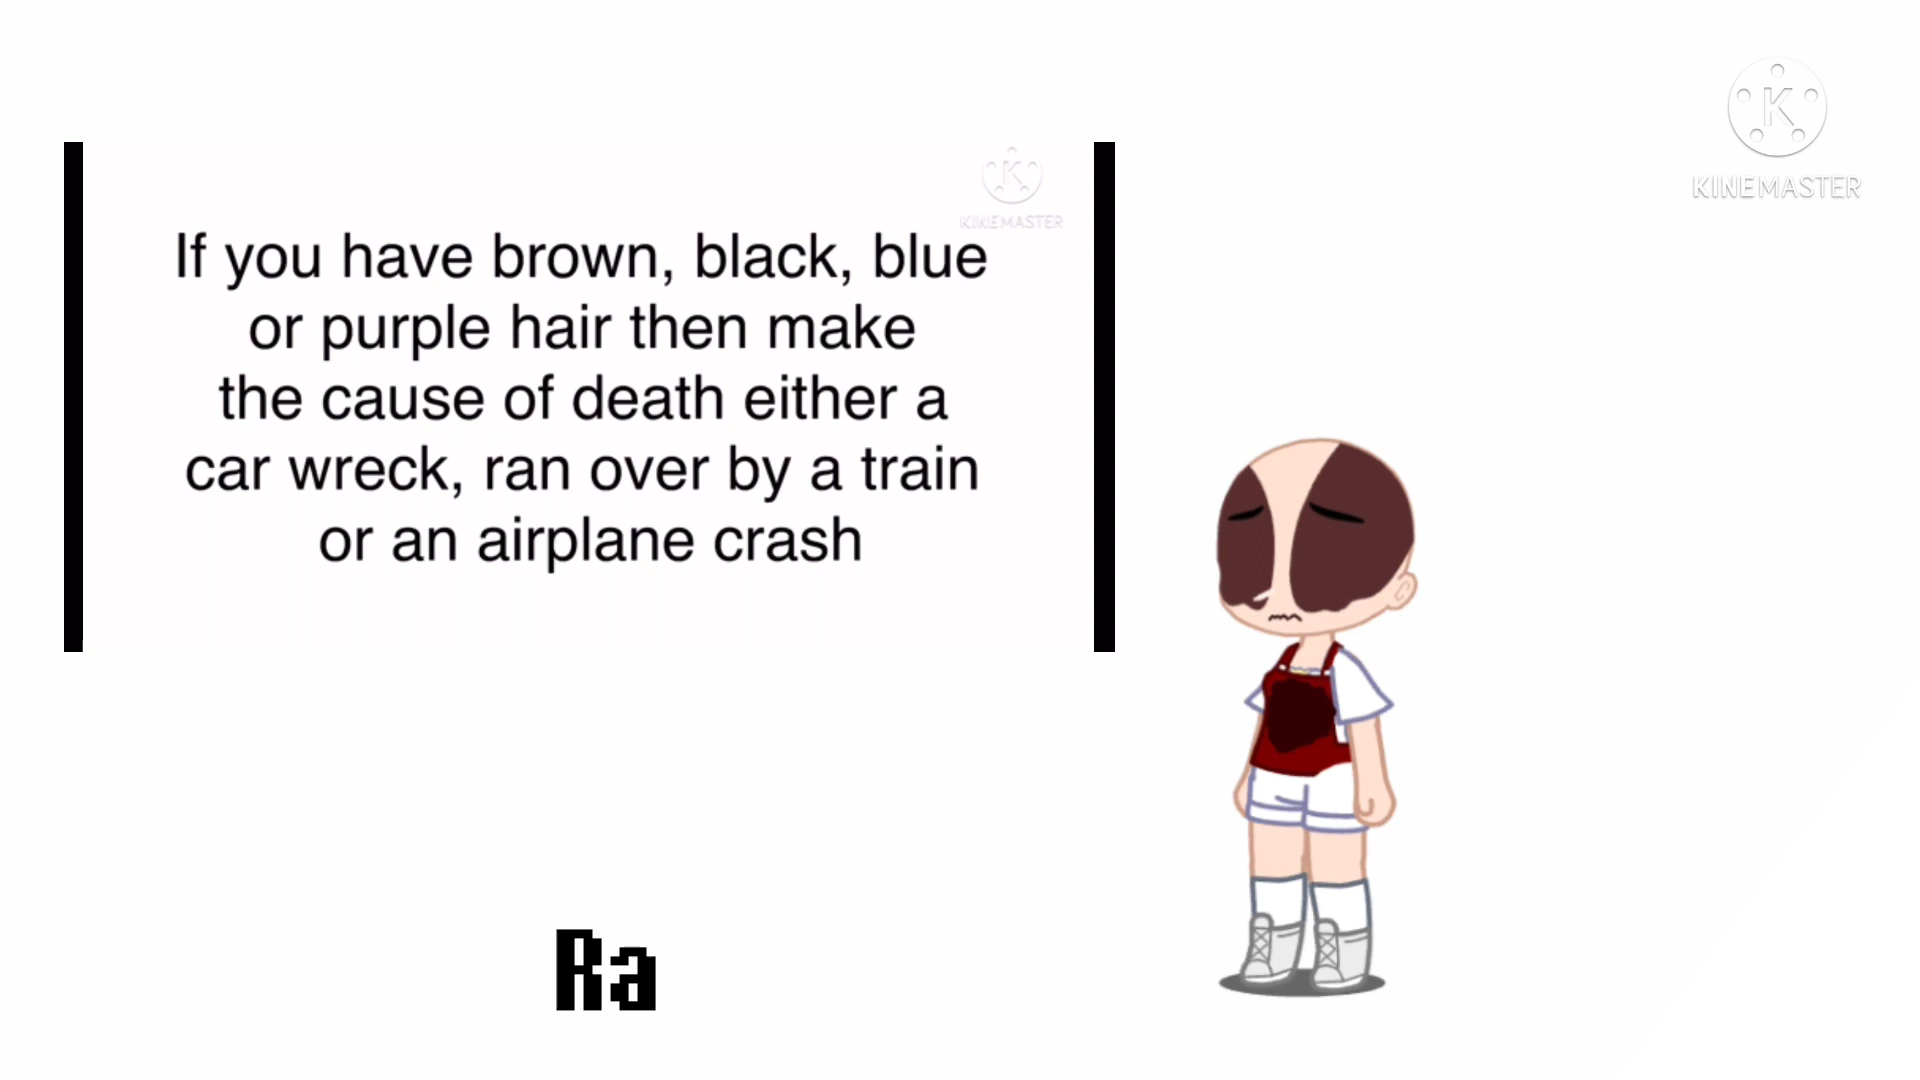 K
KINEMASTER
K
KINEMASTER
If you have brown, black, blue
or purple hair then make
the cause of death either a
car wreck, ran over by a train
or an airplane crash
Ra